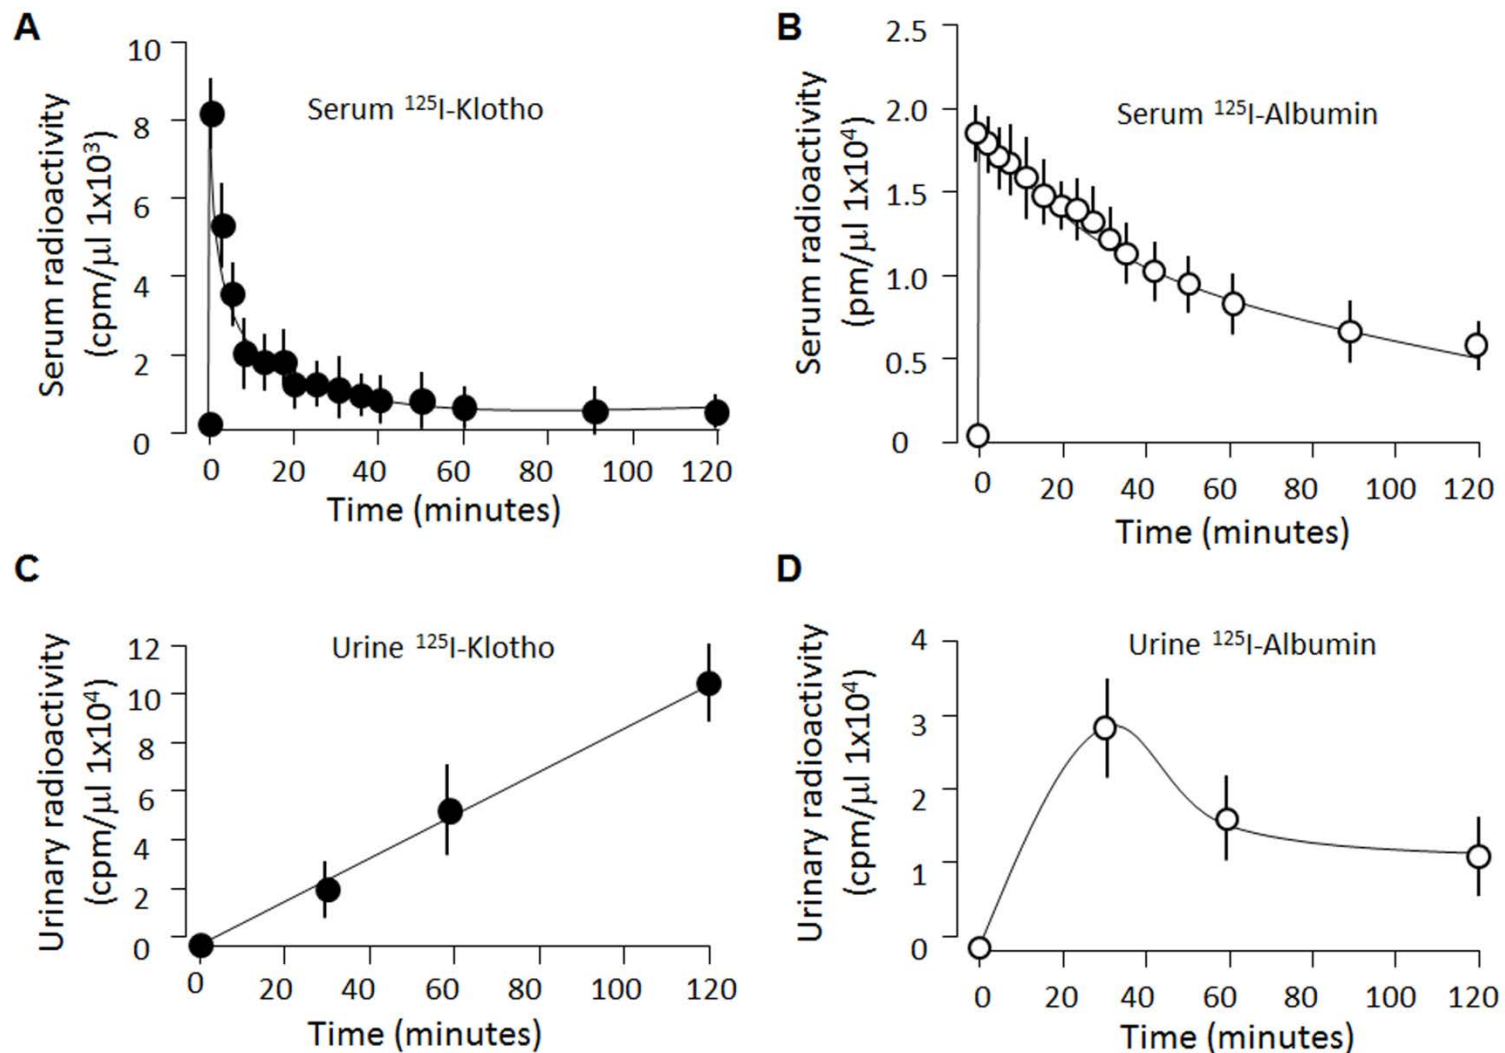 A
Serum radioactivity
(cpm/μl 1x10³)
10
8
6
4
2
0
Serum ¹²⁵I-Klotho
0 20 40 60 80 100 120
Time (minutes)
B
Serum radioactivity
(pm/μl 1x10⁴)
2.5
2.0
1.5
1.0
0.5
0
Serum ¹²⁵I-Albumin
0 20 40 60 80 100 120
Time (minutes)
C
Urinary radioactivity
(cpm/μl 1x10⁴)
12
10
8
6
4
2
0
Urine ¹²⁵I-Klotho
0 20 40 60 80 100 120
Time (minutes)
D
Urinary radioactivity
(cpm/μl 1x10⁴)
4
3
2
1
0
Urine ¹²⁵I-Albumin
0 20 40 60 80 100 120
Time (minutes)